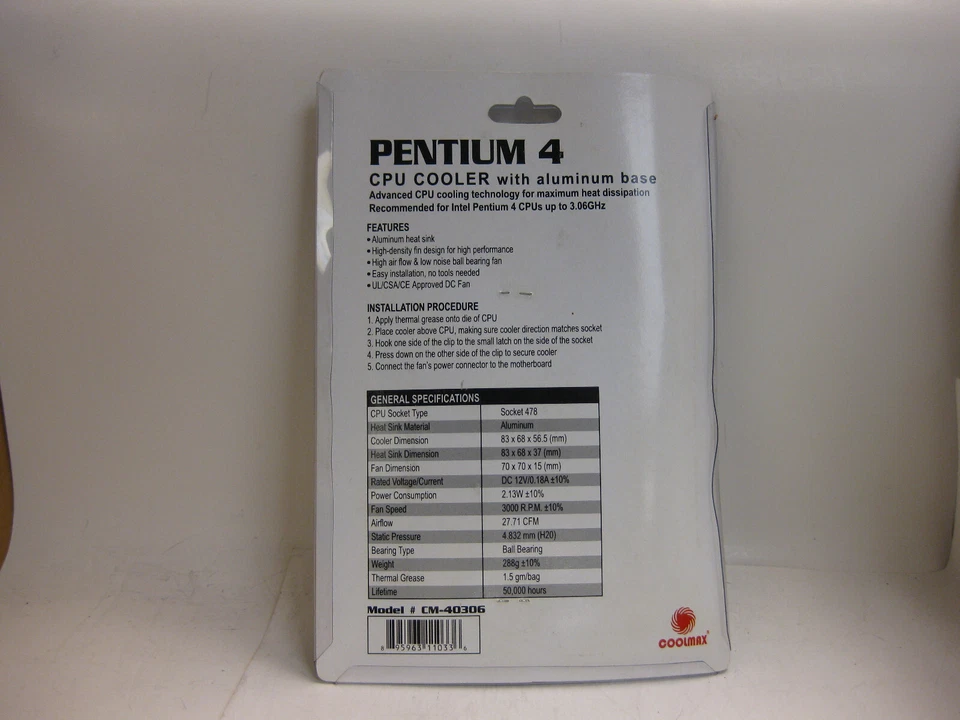 PENTIUM 4
CPU COOLER with aluminum base
Advanced CPU cooling technology for maximum heat dissipation
Recommended for Intel Pentium 4 CPUs up to 3.06GHz
FEATURES
• Aluminum heat sink
• High-density fin design for high performance
• High air flow & low noise ball bearing fan
• Easy installation, no tools needed
• UL/CSA/CE Approved DC Fan
INSTALLATION PROCEDURE
1. Apply thermal grease onto die of CPU
2. Place cooler above CPU, making sure cooler direction matches socket
3. Hook one side of the clip to the small latch on the side of the socket
4. Press down on the other side of the clip to secure cooler
5. Connect the fan's power connector to the motherboard
GENERAL SPECIFICATIONS
CPU Socket Type Socket 478
Heat Sink Material Aluminum
Cooler Dimension 83 x 68 x 56.5 (mm)
Heat Sink Dimension 83 x 68 x 37 (mm)
Fan Dimension 70 x 70 x 15 (mm)
Rated Voltage/Current DC 12V/0.18A ±10%
Power Consumption 2.13W ±10%
Fan Speed 3000 R.P.M. ±10%
Airflow 27.71 CFM
Static Pressure 4.832 mm (H20)
Bearing Type Ball Bearing
Weight 288g ±10%
Thermal Grease 1.5 gm/bag
Lifetime 50,000 hours
Model # CM-40306
8 95963 11033 6
COOLMAX